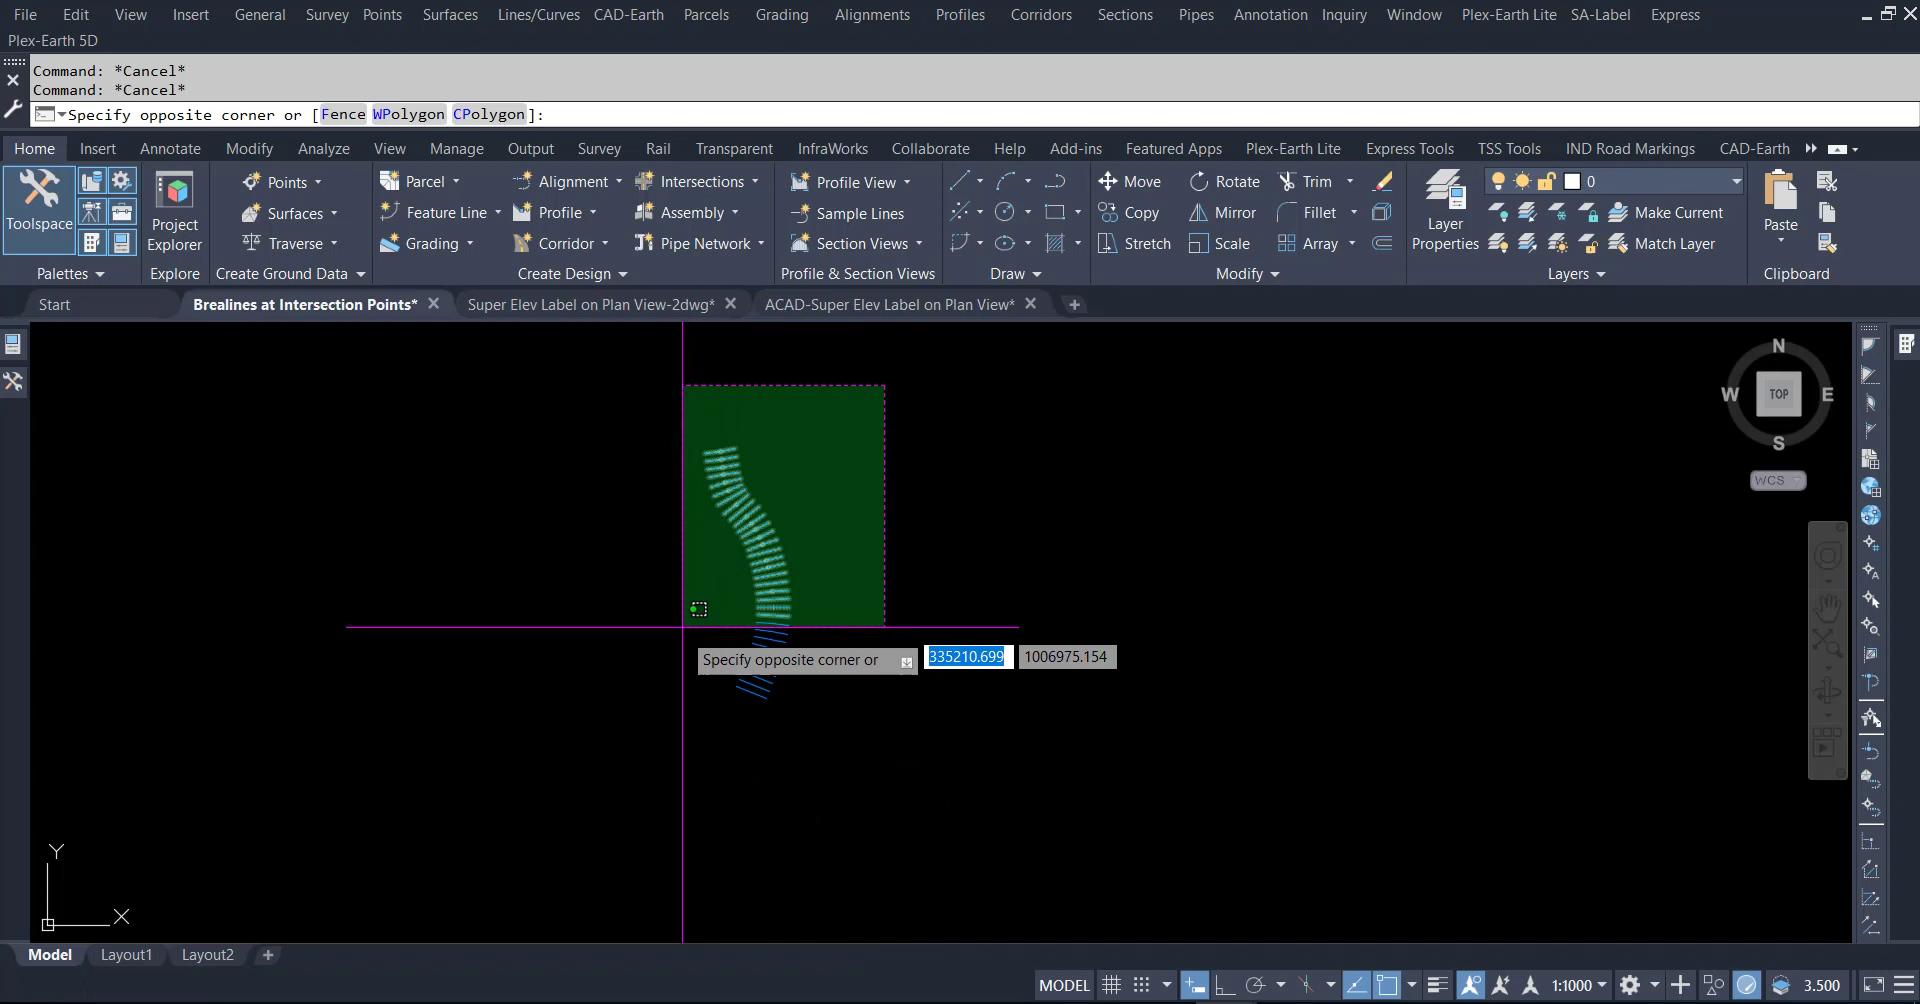 File Edit View Insert General Survey Points Surfaces Lines/Curves CAD-Earth Parcels Grading Alignments Profiles Corridors Sections Pipes Annotation Inquiry Window Plex-Earth Lite SA-Label Express
Plex-Earth 5D
Command: *Cancel*
Command: *Cancel*
Specify opposite corner or [Fence WPolygon CPolygon]:
Home Insert Annotate Modify Analyze View Manage Output Survey Rail Transparent InfraWorks Collaborate Help Add-ins Featured Apps Plex-Earth Lite Express Tools TSS Tools IND Road Markings CAD-Earth
Points Parcel Alignment Intersections Profile View Move Rotate Trim 0
Toolspace Project Explorer Surfaces Feature Line Profile Assembly Sample Lines Copy Mirror Fillet Layer Properties Make Current Paste
Traverse Grading Corridor Pipe Network Section Views Stretch Scale Array Match Layer
Palettes Explore Create Ground Data Create Design Profile & Section Views Draw Modify Layers Clipboard
Start Brealines at Intersection Points* Super Elev Label on Plan View-2dwg* ACAD-Super Elev Label on Plan View*
N
W TOP E
S
WCS
Specify opposite corner or 335210.699 1006975.154
Y
X
Model Layout1 Layout2
MODEL 1:1000 3.500